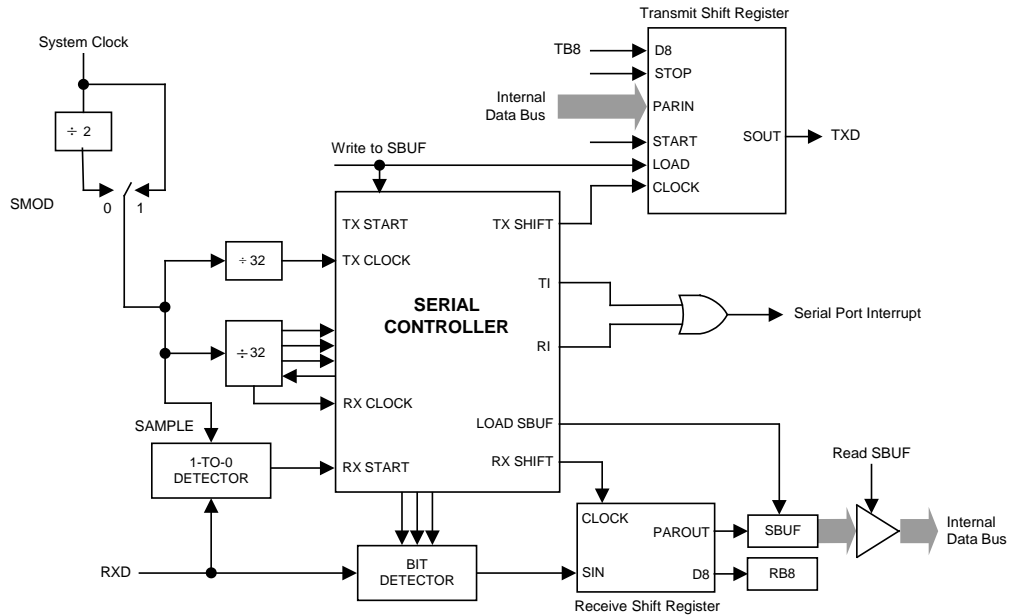 Transmit Shift Register
System Clock
TB8
D8
STOP
Internal
Data Bus
PARIN
÷ 2
START
SOUT
TXD
Write to SBUF
LOAD
CLOCK
SMOD
0
1
TX START
TX SHIFT
÷ 32
TX CLOCK
TI
SERIAL
CONTROLLER
Serial Port Interrupt
RI
÷ 32
RX CLOCK
LOAD SBUF
SAMPLE
1-TO-0
DETECTOR
RX START
RX SHIFT
Read SBUF
CLOCK
PAROUT
SBUF
Internal
Data Bus
RXD
BIT
DETECTOR
SIN
D8
RB8
Receive Shift Register